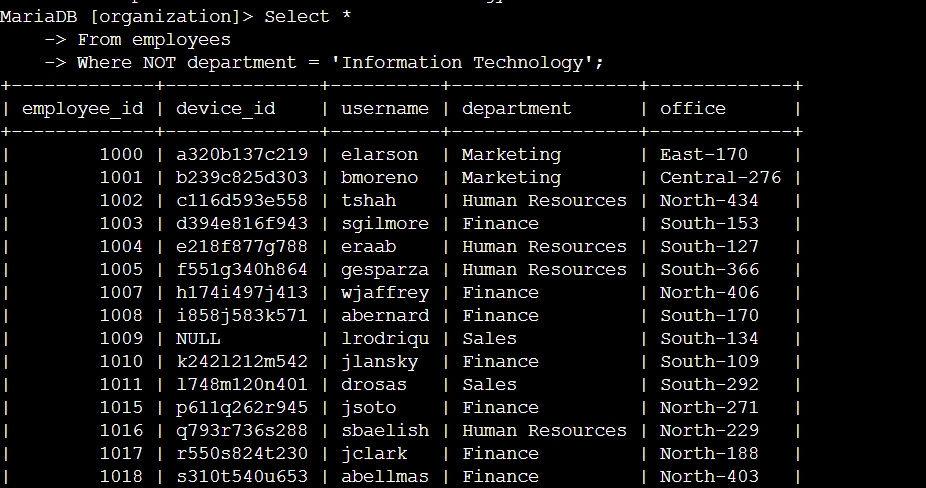 MariaDB [organization]> Select *
    -> From employees
    -> Where NOT department = 'Information Technology';
+-------------+--------------+----------+-----------------+-------------+
| employee_id | device_id    | username | department      | office      |
+-------------+--------------+----------+-----------------+-------------+
|        1000 | a320b137c219 | elarson  | Marketing       | East-170    |
|        1001 | b239c825d303 | bmoreno  | Marketing       | Central-276 |
|        1002 | c116d593e558 | tshah    | Human Resources | North-434   |
|        1003 | d394e816f943 | sgilmore | Finance         | South-153   |
|        1004 | e218f877g788 | eraab    | Human Resources | South-127   |
|        1005 | f551g340h864 | gesparza | Human Resources | South-366   |
|        1007 | h174i497j413 | wjaffrey | Finance         | North-406   |
|        1008 | i858j583k571 | abernard | Finance         | South-170   |
|        1009 | NULL         | lrodriqu | Sales           | South-134   |
|        1010 | k242l212m542 | jlansky  | Finance         | South-109   |
|        1011 | l748m120n401 | drosas   | Sales           | South-292   |
|        1015 | p611q262r945 | jsoto    | Finance         | North-271   |
|        1016 | q793r736s288 | sbaelish | Human Resources | North-229   |
|        1017 | r550s824t230 | jclark   | Finance         | North-188   |
|        1018 | s310t540u653 | abellmas | Finance         | North-403   |